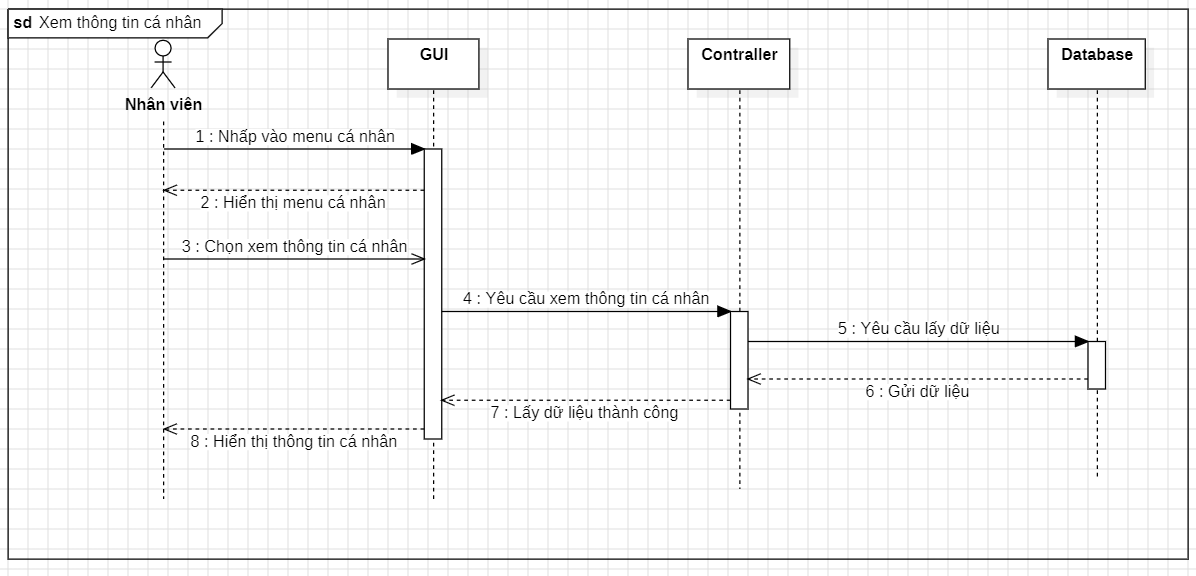 sd Xem thông tin cá nhân
GUI
Contraller
Database
Nhân viên
1 : Nhấp vào menu cá nhân
2 : Hiển thị menu cá nhân
3 : Chọn xem thông tin cá nhân
4 : Yêu cầu xem thông tin cá nhân
5 : Yêu cầu lấy dữ liệu
6 : Gửi dữ liệu
7 : Lấy dữ liệu thành công
8 : Hiển thị thông tin cá nhân